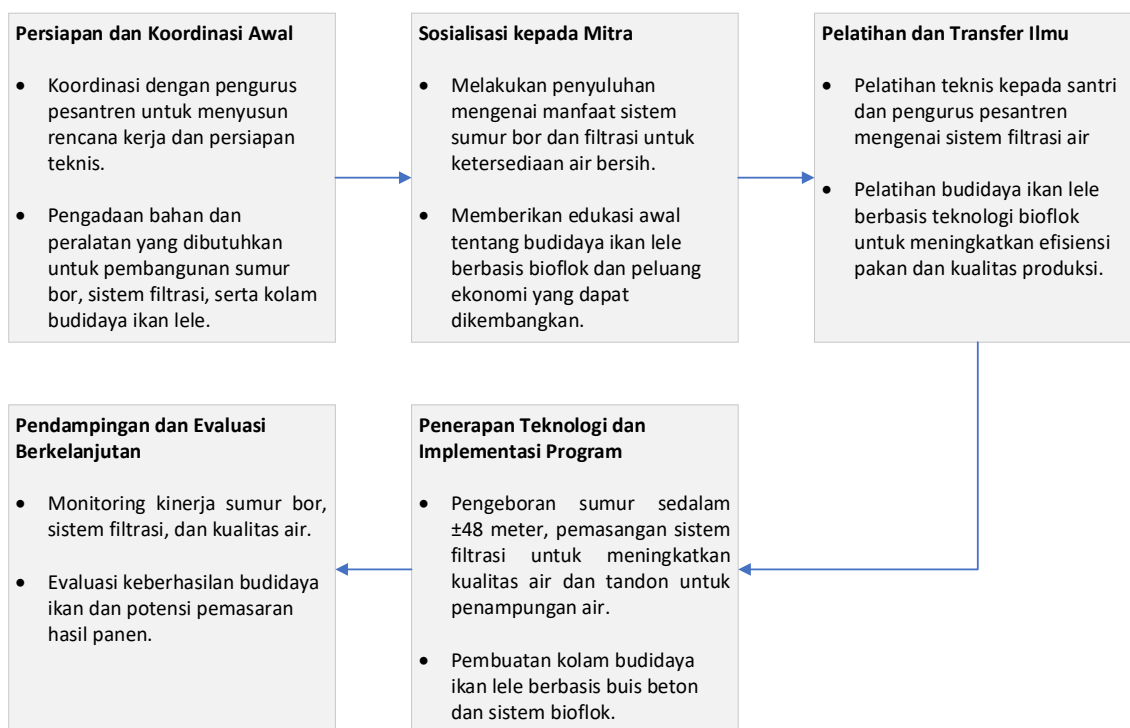 Persiapan dan Koordinasi Awal
• Koordinasi dengan pengurus
pesantren untuk menyusun
rencana kerja dan persiapan
teknis.
• Pengadaan bahan dan
peralatan yang dibutuhkan
untuk pembangunan sumur
bor, sistem filtrasi, serta kolam
budidaya ikan lele.
Sosialisasi kepada Mitra
• Melakukan penyuluhan
mengenai manfaat sistem
sumur bor dan filtrasi untuk
ketersediaan air bersih.
• Memberikan edukasi awal
tentang budidaya ikan lele
berbasis bioflok dan peluang
ekonomi yang dapat
dikembangkan.
Pelatihan dan Transfer Ilmu
• Pelatihan teknis kepada santri
dan pengurus pesantren
mengenai sistem filtrasi air
• Pelatihan budidaya ikan lele
berbasis teknologi bioflok
untuk meningkatkan efisiensi
pakan dan kualitas produksi.
Penerapan Teknologi dan
Implementasi Program
• Pengeboran sumur sedalam
±48 meter, pemasangan sistem
filtrasi untuk meningkatkan
kualitas air dan tandon untuk
penampungan air.
• Pembuatan kolam budidaya
ikan lele berbasis buis beton
dan sistem bioflok.
Pendampingan dan Evaluasi
Berkelanjutan
• Monitoring kinerja sumur bor,
sistem filtrasi, dan kualitas air.
• Evaluasi keberhasilan budidaya
ikan dan potensi pemasaran
hasil panen.